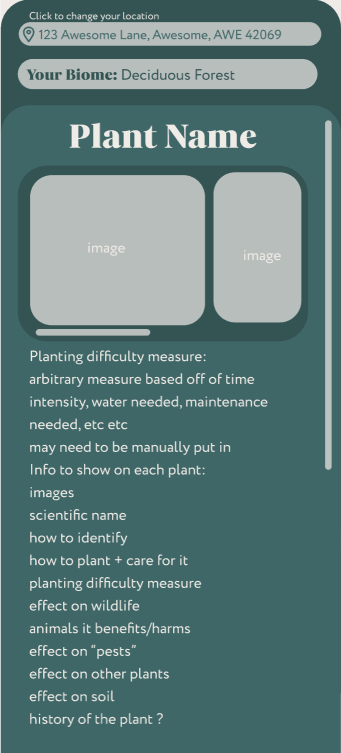 Click to change your location
123 Awesome Lane, Awesome, AWE 42069
Your Biome: Deciduous Forest
Plant Name
image
image
Planting difficulty measure:
arbitrary measure based off of time
intensity, water needed, maintenance
needed, etc etc
may need to be manually put in
Info to show on each plant:
images
scientific name
how to identify
how to plant + care for it
planting difficulty measure
effect on wildlife
animals it benefits/harms
effect on “pests”
effect on other plants
effect on soil
history of the plant ?